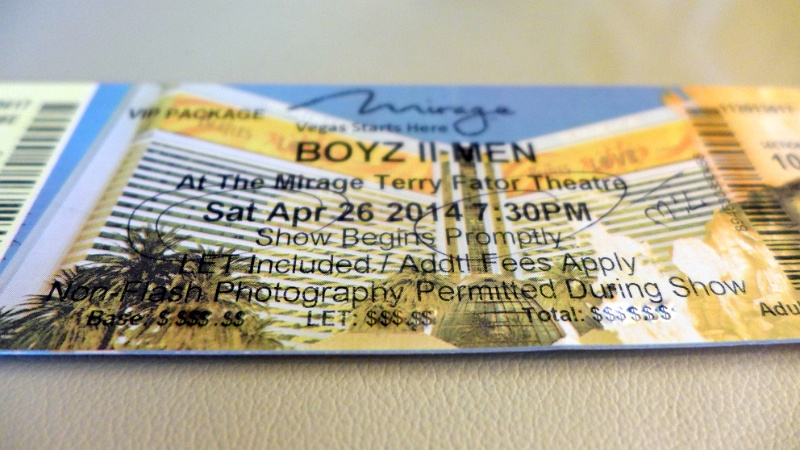 VIP PACKAGE
Mirage
Vegas Starts Here
BOYZ II MEN
At The Mirage Terry Fator Theatre
Sat Apr 26 2014 7:30PM
Show Begins Promptly
LET Included / Addtl Fees Apply
Non-Flash Photography Permitted During Show
Base: $ $$$.$$ LET: $$$.$$ Total: $$$$$$